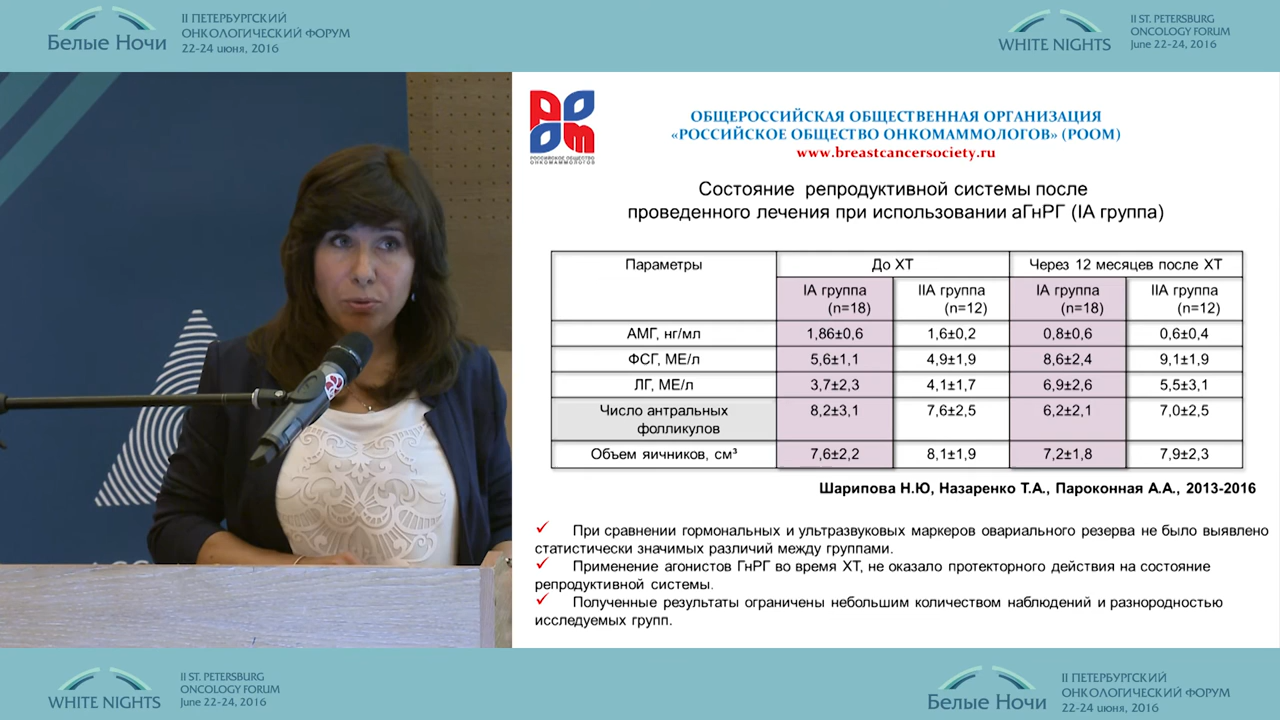 Белые Ночи
II ПЕТЕРБУРГСКИЙ
ОНКОЛОГИЧЕСКИЙ ФОРУМ
22-24 июня, 2016
WHITE NIGHTS
II ST. PETERSBURG
ONCOLOGY FORUM
June 22-24, 2016
РООМ
РОССИЙСКОЕ ОБЩЕСТВО
ОНКОМАММОЛОГОВ
ОБЩЕРОССИЙСКАЯ ОБЩЕСТВЕННАЯ ОРГАНИЗАЦИЯ
«РОССИЙСКОЕ ОБЩЕСТВО ОНКОМАММОЛОГОВ» (РООМ)
www.breastcancersociety.ru
Состояние репродуктивной системы после
проведенного лечения при использовании аГнРГ (IA группа)
Параметры До ХТ Через 12 месяцев после ХТ
IA группа (n=18) IIA группа (n=12) IA группа (n=18) IIA группа (n=12)
АМГ, нг/мл 1,86±0,6 1,6±0,2 0,8±0,6 0,6±0,4
ФСГ, МЕ/л 5,6±1,1 4,9±1,9 8,6±2,4 9,1±1,9
ЛГ, МЕ/л 3,7±2,3 4,1±1,7 6,9±2,6 5,5±3,1
Число антральных фолликулов 8,2±3,1 7,6±2,5 6,2±2,1 7,0±2,5
Объем яичников, см³ 7,6±2,2 8,1±1,9 7,2±1,8 7,9±2,3
Шарипова Н.Ю, Назаренко Т.А., Пароконная А.А., 2013-2016
При сравнении гормональных и ультразвуковых маркеров овариального резерва не было выявлено
статистически значимых различий между группами.
Применение агонистов ГнРГ во время ХТ, не оказало протекторного действия на состояние
репродуктивной системы.
Полученные результаты ограничены небольшим количеством наблюдений и разнородностью
исследуемых групп.
WHITE NIGHTS
II ST. PETERSBURG
ONCOLOGY FORUM
June 22-24, 2016
Белые Ночи
II ПЕТЕРБУРГСКИЙ
ОНКОЛОГИЧЕСКИЙ ФОРУМ
22-24 июня, 2016